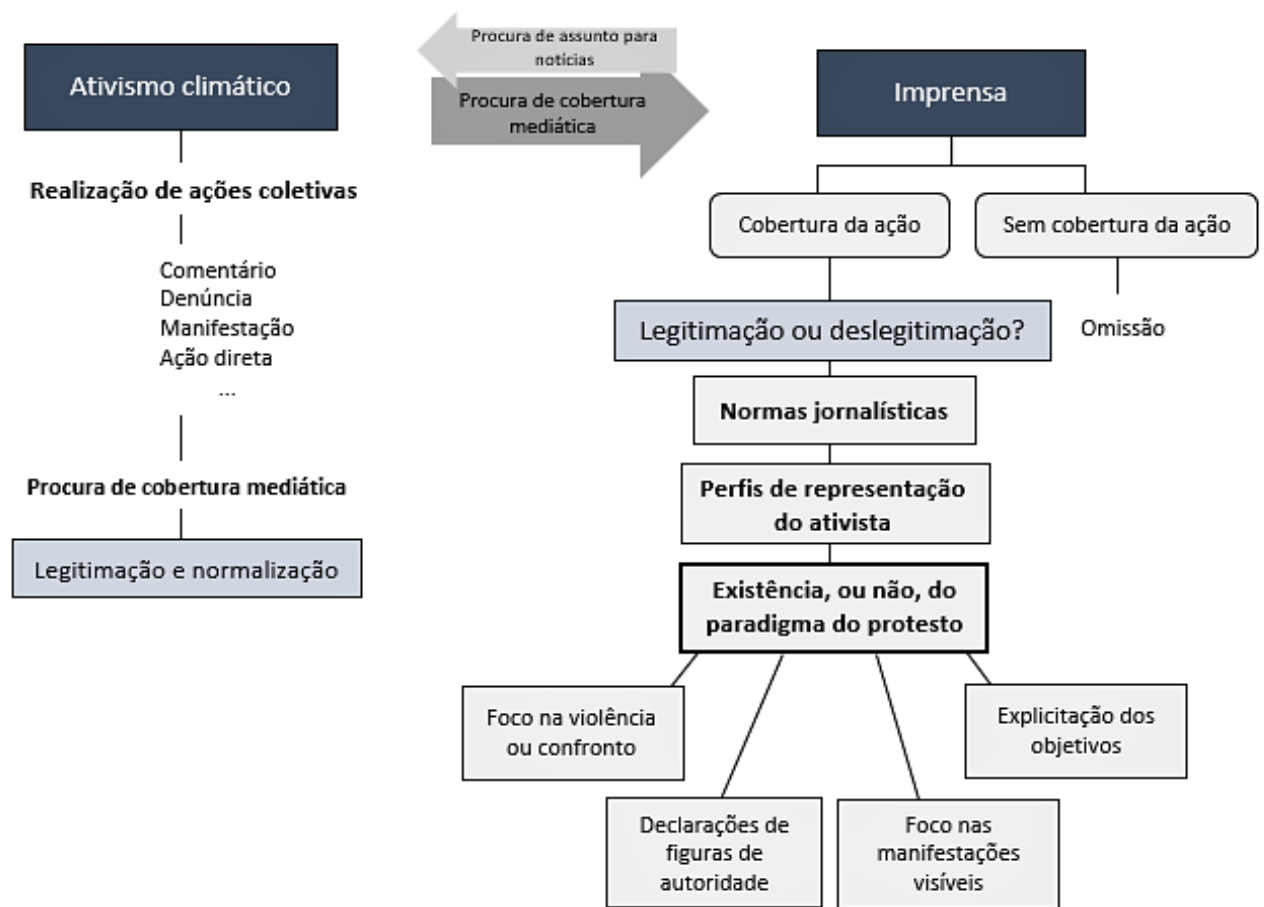 Procura de assunto para
notícias
Procura de cobertura
mediática
Ativismo climático
Realização de ações coletivas
Comentário
Denúncia
Manifestação
Ação direta
...
Procura de cobertura mediática
Legitimação e normalização
Imprensa
Cobertura da ação
Sem cobertura da ação
Legitimação ou deslegitimação?
Omissão
Normas jornalísticas
Perfis de representação
do ativista
Existência, ou não, do
paradigma do protesto
Foco na violência
ou confronto
Declarações de
figuras de
autoridade
Foco nas
manifestações
visíveis
Explicitação dos
objetivos